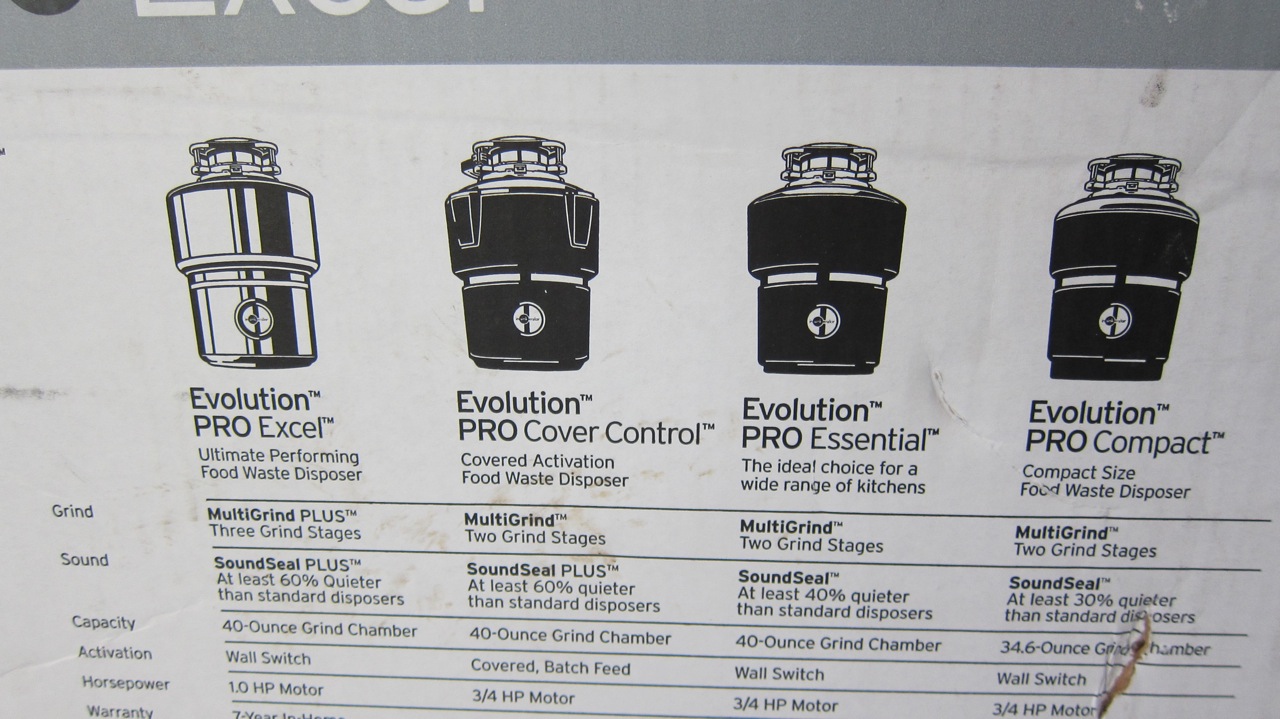 Excel
Evolution™
PRO Excel™
Ultimate Performing
Food Waste Disposer
Evolution™
PRO Cover Control™
Covered Activation
Food Waste Disposer
Evolution™
PRO Essential™
The ideal choice for a
wide range of kitchens
Evolution™
PRO Compact™
Compact Size
Food Waste Disposer
Grind
MultiGrind PLUS™
Three Grind Stages
MultiGrind™
Two Grind Stages
MultiGrind™
Two Grind Stages
MultiGrind™
Two Grind Stages
Sound
SoundSeal PLUS™
At least 60% Quieter
than standard disposers
SoundSeal PLUS™
At least 60% quieter
than standard disposers
SoundSeal™
At least 40% quieter
than standard disposers
SoundSeal™
At least 30% quieter
than standard disposers
Capacity
40-Ounce Grind Chamber
40-Ounce Grind Chamber
40-Ounce Grind Chamber
34.6-Ounce Grind Chamber
Activation
Wall Switch
Covered, Batch Feed
Wall Switch
Wall Switch
Horsepower
1.0 HP Motor
3/4 HP Motor
3/4 HP Motor
3/4 HP Motor
Warranty
7-Year In-Home